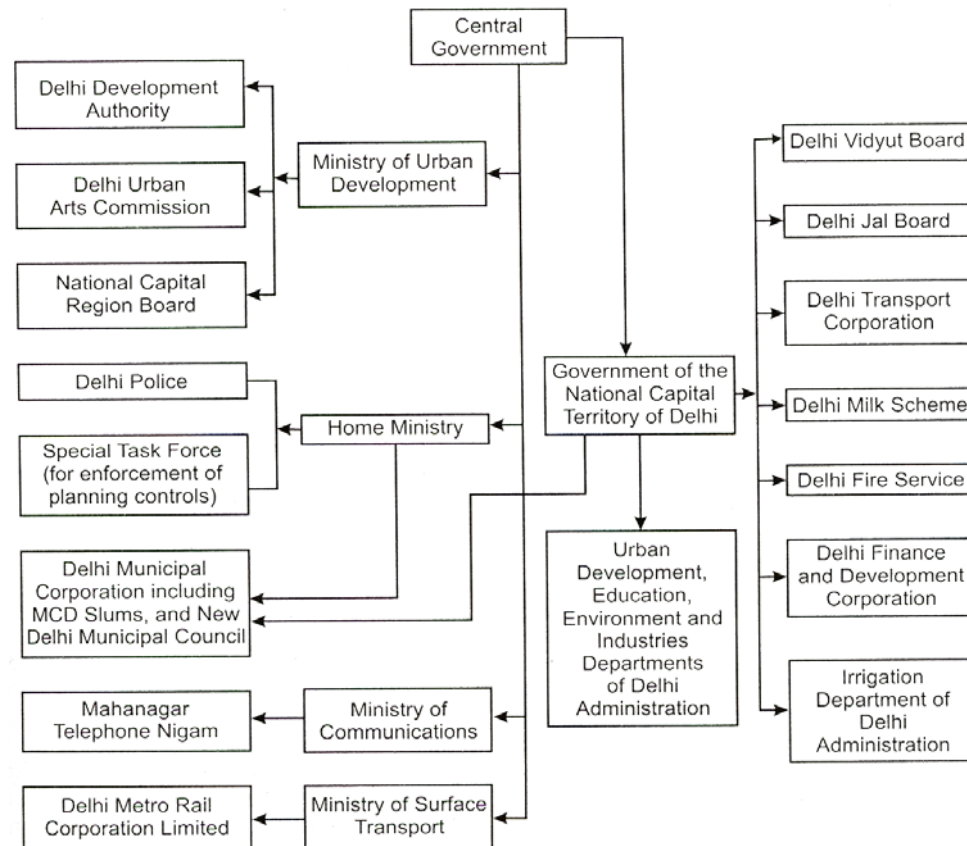 Central
Government
Delhi Development
Authority
Ministry of Urban
Development
Delhi Urban
Arts Commission
National Capital
Region Board
Delhi Police
Home Ministry
Special Task Force
(for enforcement of
planning controls)
Delhi Municipal
Corporation including
MCD Slums, and New
Delhi Municipal Council
Mahanagar
Telephone Nigam
Ministry of
Communications
Delhi Metro Rail
Corporation Limited
Ministry of Surface
Transport
Government of the
National Capital
Territory of Delhi
Urban
Development,
Education,
Environment and
Industries
Departments
of Delhi
Administration
Delhi Vidyut Board
Delhi Jal Board
Delhi Transport
Corporation
Delhi Milk Scheme
Delhi Fire Service
Delhi Finance
and Development
Corporation
Irrigation
Department of
Delhi
Administration